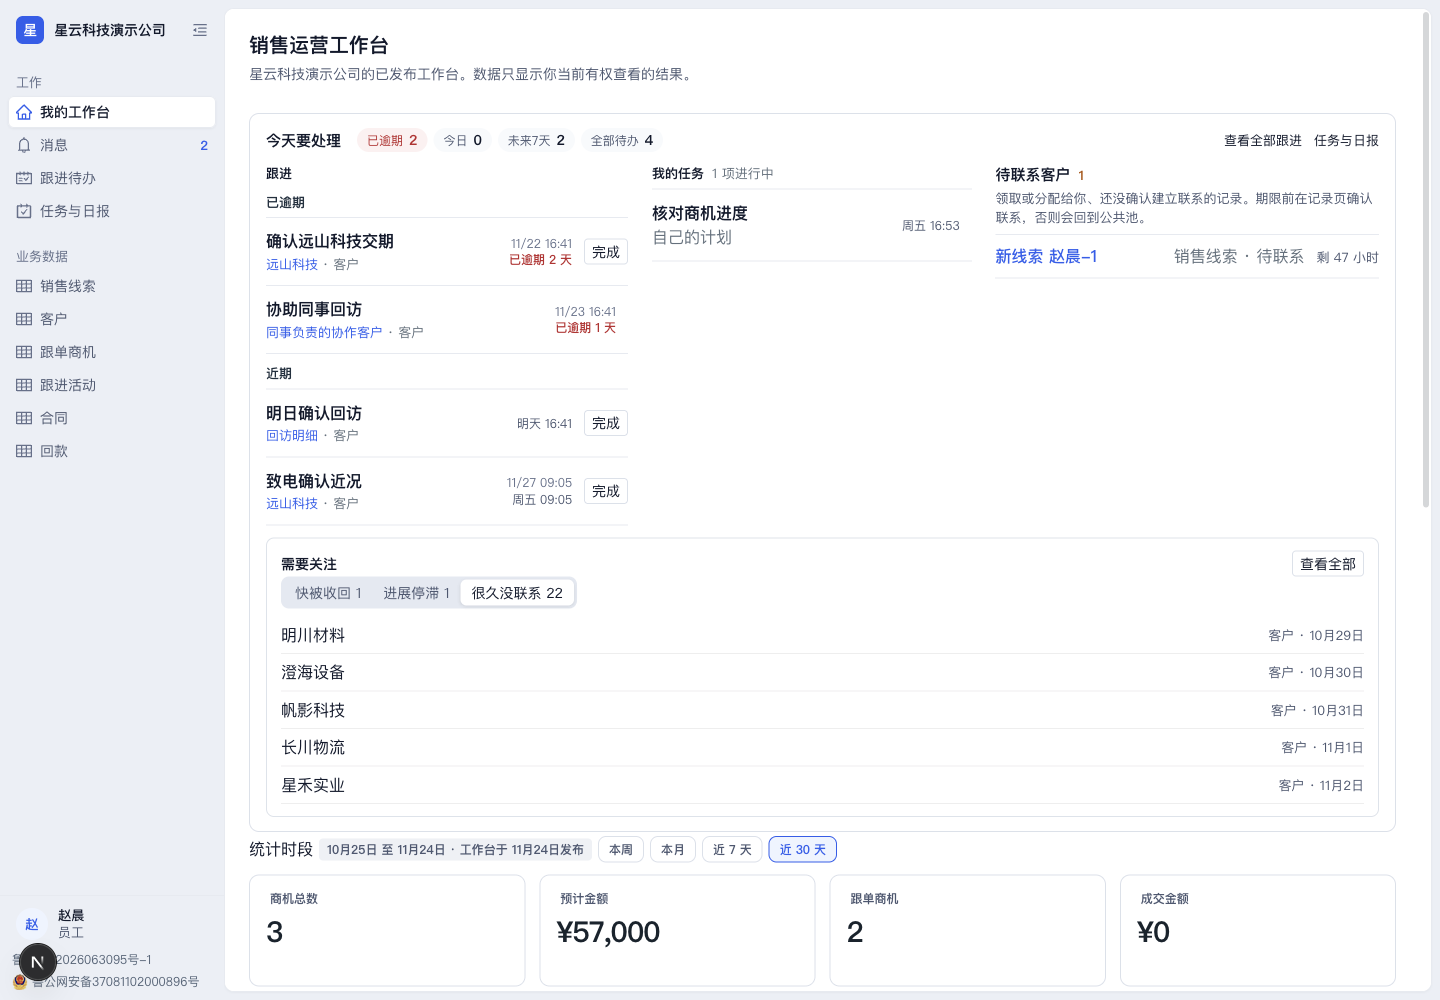 星 星云科技演示公司
工作
我的工作台
消息 2
跟进待办
任务与日报
业务数据
销售线索
客户
跟单商机
跟进活动
合同
回款
赵 赵晨
员工
2026063095号-1
公网安备37081102000896号
销售运营工作台
星云科技演示公司的已发布工作台。数据只显示你当前有权查看的结果。
今天要处理 已逾期 2 今日 0 未来7天 2 全部待办 4 查看全部跟进 任务与日报
跟进
已逾期
确认远山科技交期 11/22 16:41
远山科技 · 客户 已逾期 2 天 完成
协助同事回访 11/23 16:41
同事负责的协作客户 · 客户 已逾期 1 天
近期
明日确认回访 明天 16:41 完成
回访明细 · 客户
致电确认近况 11/27 09:05
远山科技 · 客户 周五 09:05 完成
我的任务 1 项进行中
核对商机进度 周五 16:53
自己的计划
待联系客户 1
领取或分配给你、还没确认建立联系的记录。期限前在记录页确认
联系，否则会回到公共池。
新线索 赵晨-1 销售线索 · 待联系 剩 47 小时
需要关注 查看全部
快被收回 1 进展停滞 1 很久没联系 22
明川材料 客户 · 10月29日
澄海设备 客户 · 10月30日
帆影科技 客户 · 10月31日
长川物流 客户 · 11月1日
星禾实业 客户 · 11月2日
统计时段 10月25日 至 11月24日 · 工作台于 11月24日发布 本周 本月 近 7 天 近 30 天
商机总数
3
预计金额
¥57,000
跟单商机
2
成交金额
¥0